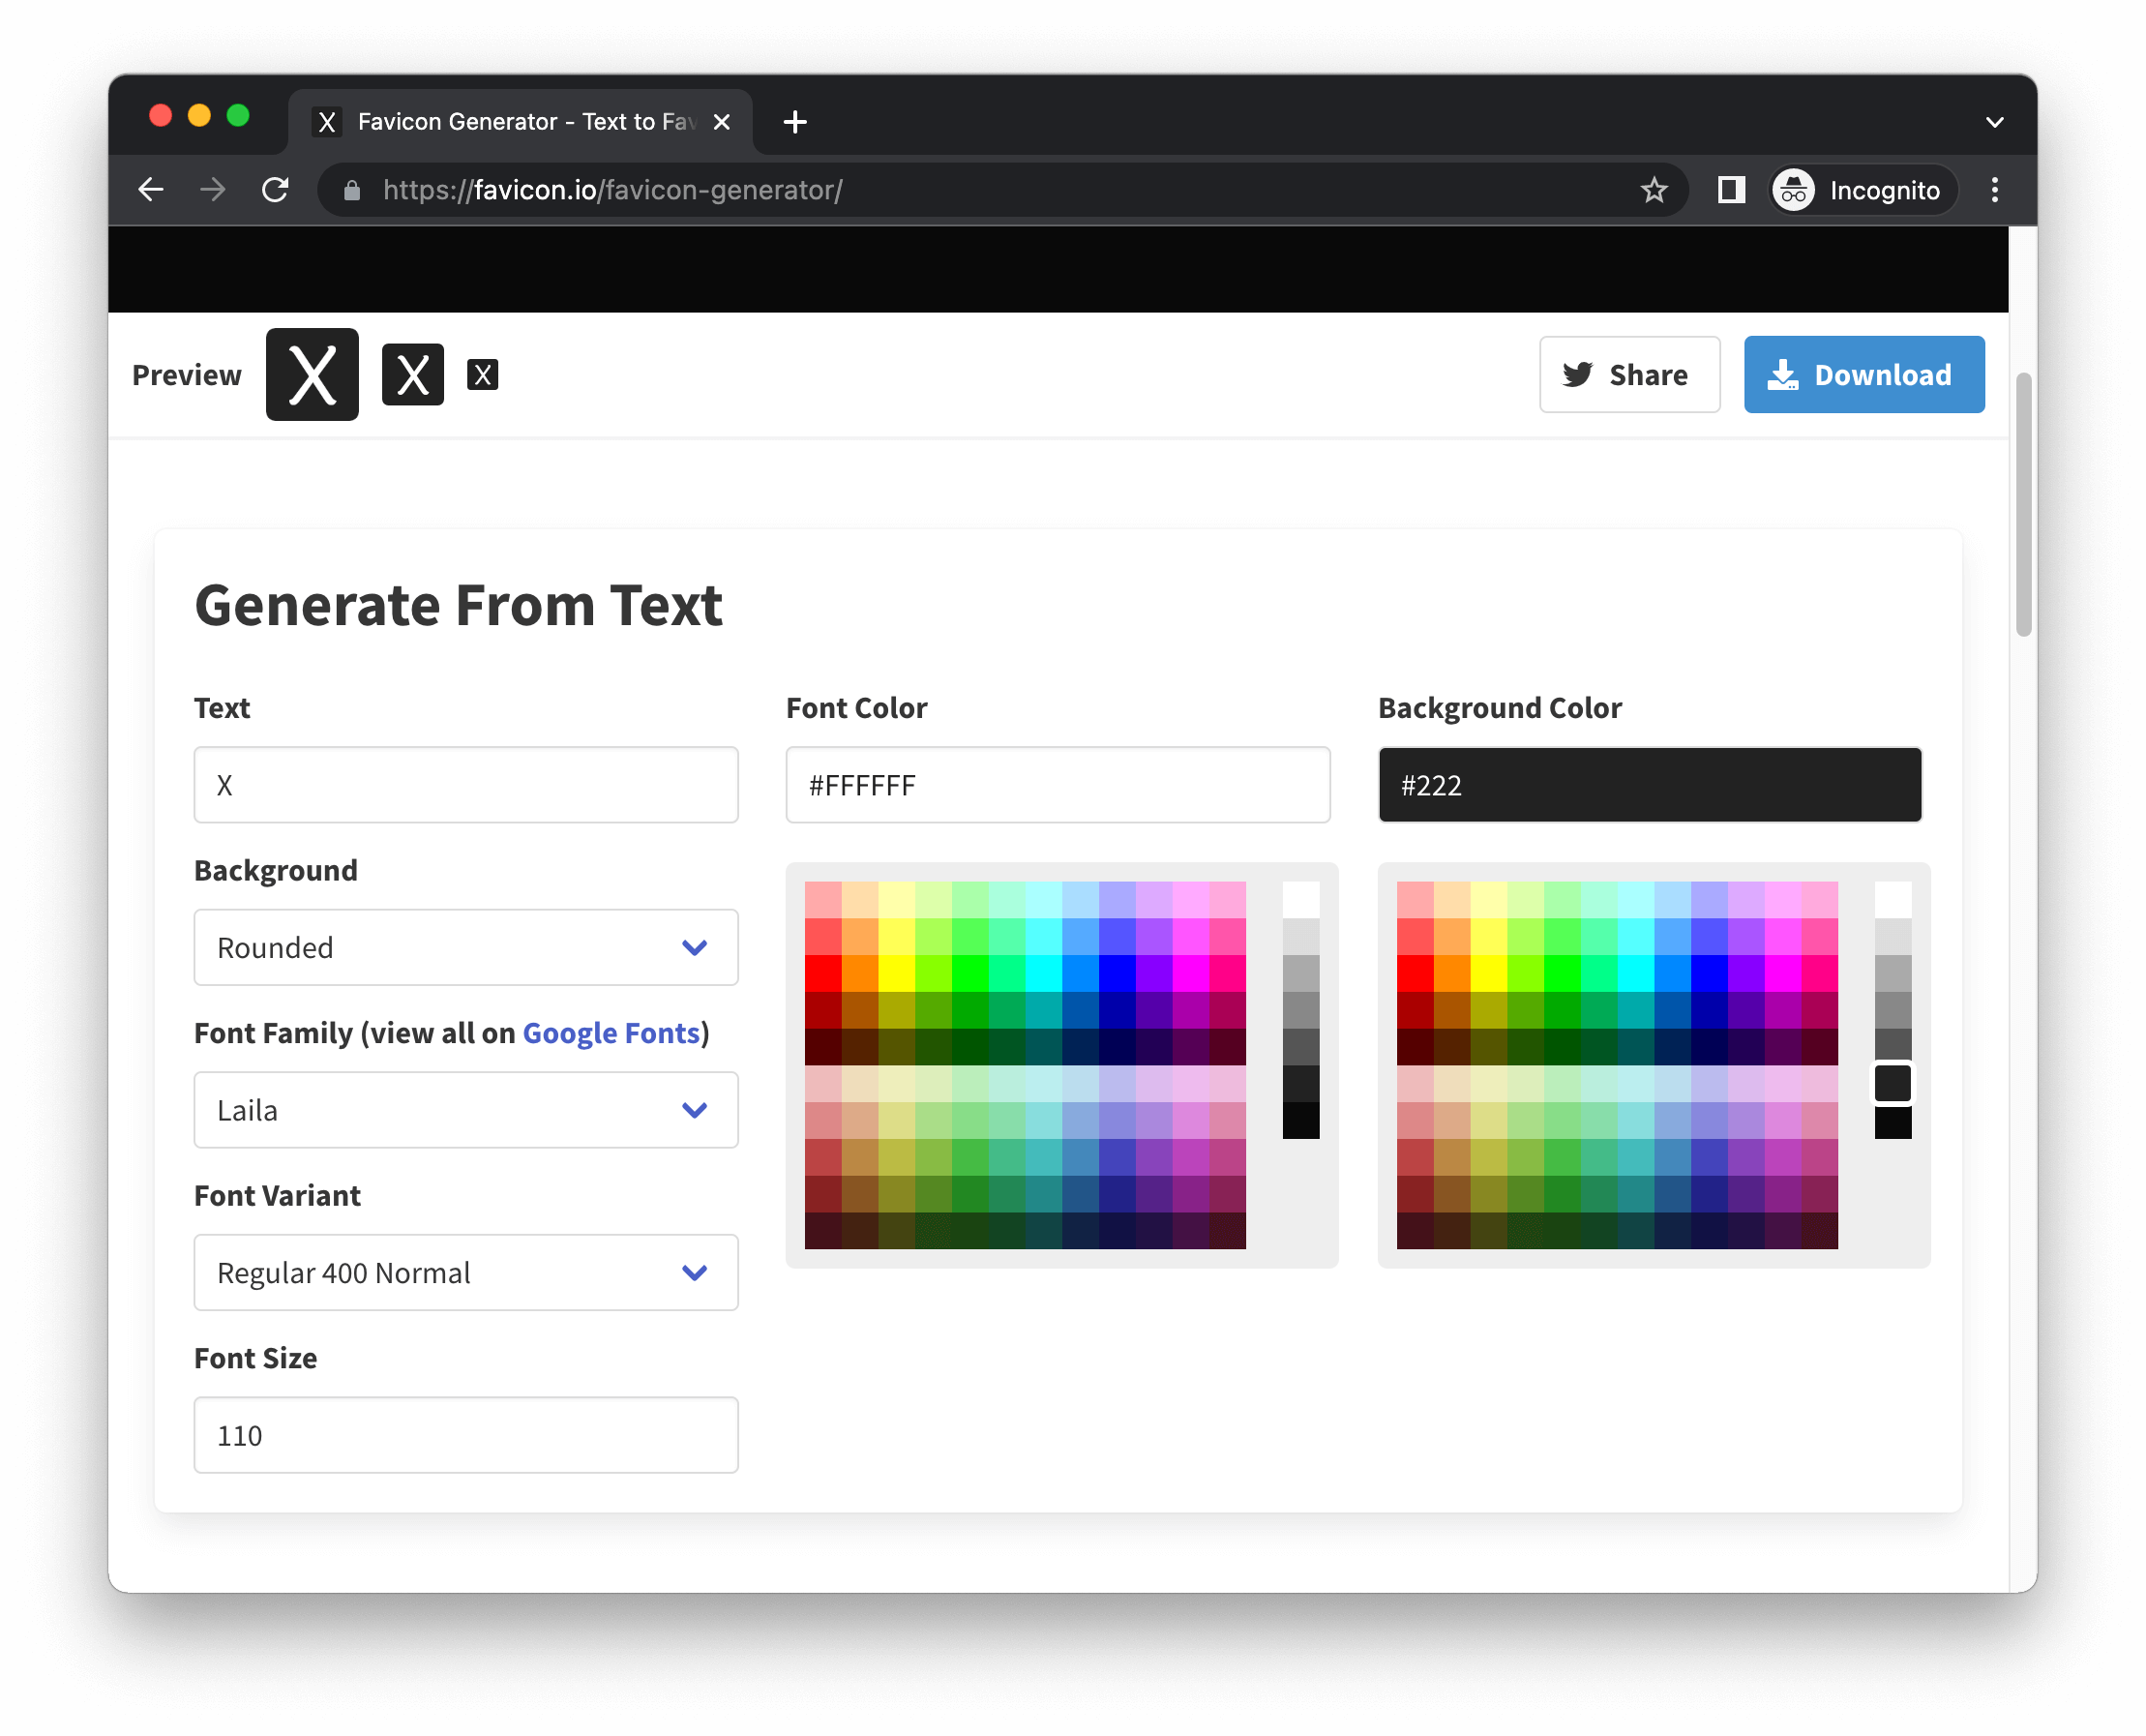 X Favicon Generator - Text to Fav
https://favicon.io/favicon-generator/
Incognito
Preview X X X Share Download
Generate From Text
Text Font Color Background Color
X #FFFFFF #222
Background
Rounded
Font Family (view all on Google Fonts)
Laila
Font Variant
Regular 400 Normal
Font Size
110